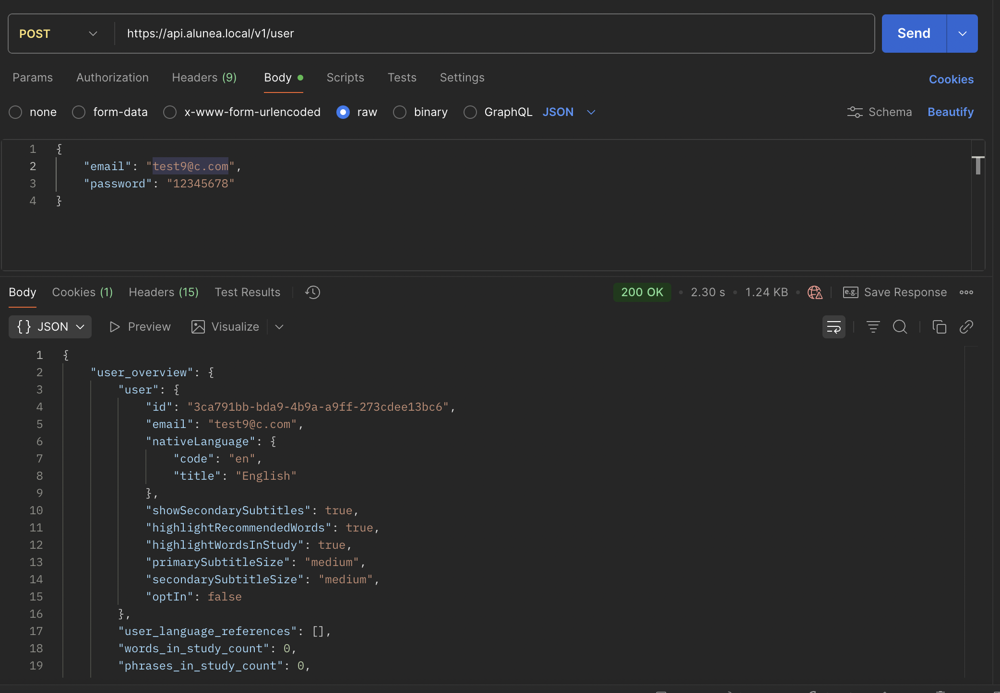 POST https://api.alunea.local/v1/user Send
Params Authorization Headers (9) Body Scripts Tests Settings Cookies
none form-data x-www-form-urlencoded raw binary GraphQL JSON Schema Beautify
1 {
2 "email": "test9@c.com",
3 "password": "12345678"
4 }
Body Cookies (1) Headers (15) Test Results 200 OK • 2.30 s • 1.24 KB • e.g. Save Response
{} JSON Preview Visualize
1 {
2 "user_overview": {
3 "user": {
4 "id": "3ca791bb-bda9-4b9a-a9ff-273cdee13bc6",
5 "email": "test9@c.com",
6 "nativeLanguage": {
7 "code": "en",
8 "title": "English"
9 },
10 "showSecondarySubtitles": true,
11 "highlightRecommendedWords": true,
12 "highlightWordsInStudy": true,
13 "primarySubtitleSize": "medium",
14 "secondarySubtitleSize": "medium",
15 "optIn": false
16 },
17 "user_language_references": [],
18 "words_in_study_count": 0,
19 "phrases_in_study_count": 0,